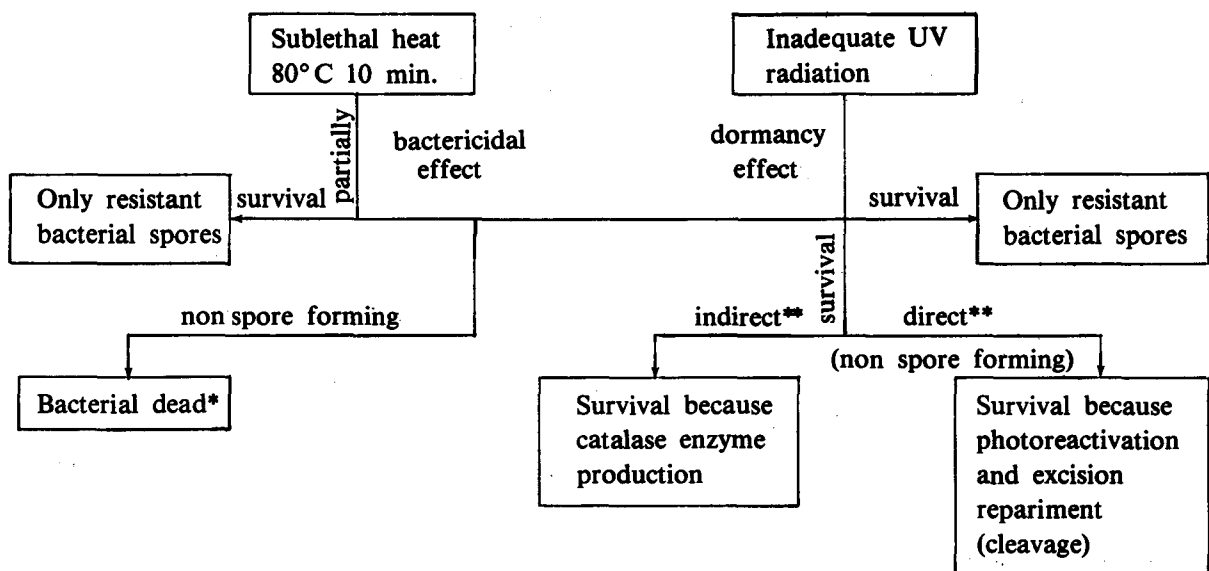 Sublethal heat
80°C 10 min.
Inadequate UV
radiation
partially
bactericidal
effect
dormancy
effect
Only resistant
bacterial spores
survival
survival
Only resistant
bacterial spores
survival
non spore forming
indirect**
direct**
(non spore forming)
Bacterial dead*
Survival because
catalase enzyme
production
Survival because
photoreactivation
and excision
repariment
(cleavage)